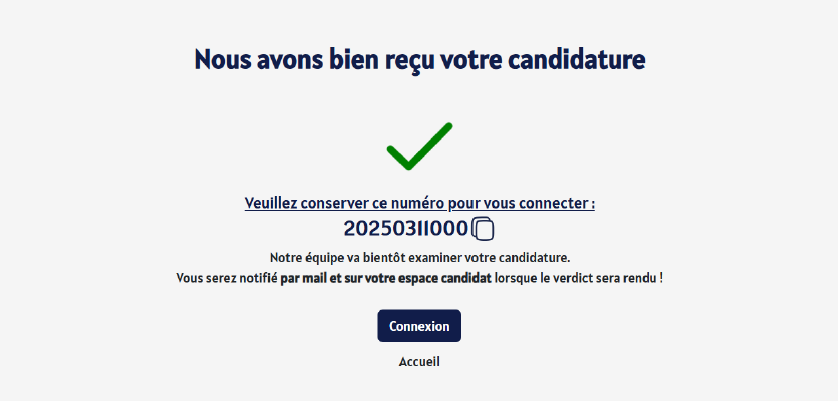 Nous avons bien reçu votre candidature
Veuillez conserver ce numéro pour vous connecter :
20250311000
Notre équipe va bientôt examiner votre candidature.
Vous serez notifié par mail et sur votre espace candidat lorsque le verdict sera rendu !
Connexion
Accueil